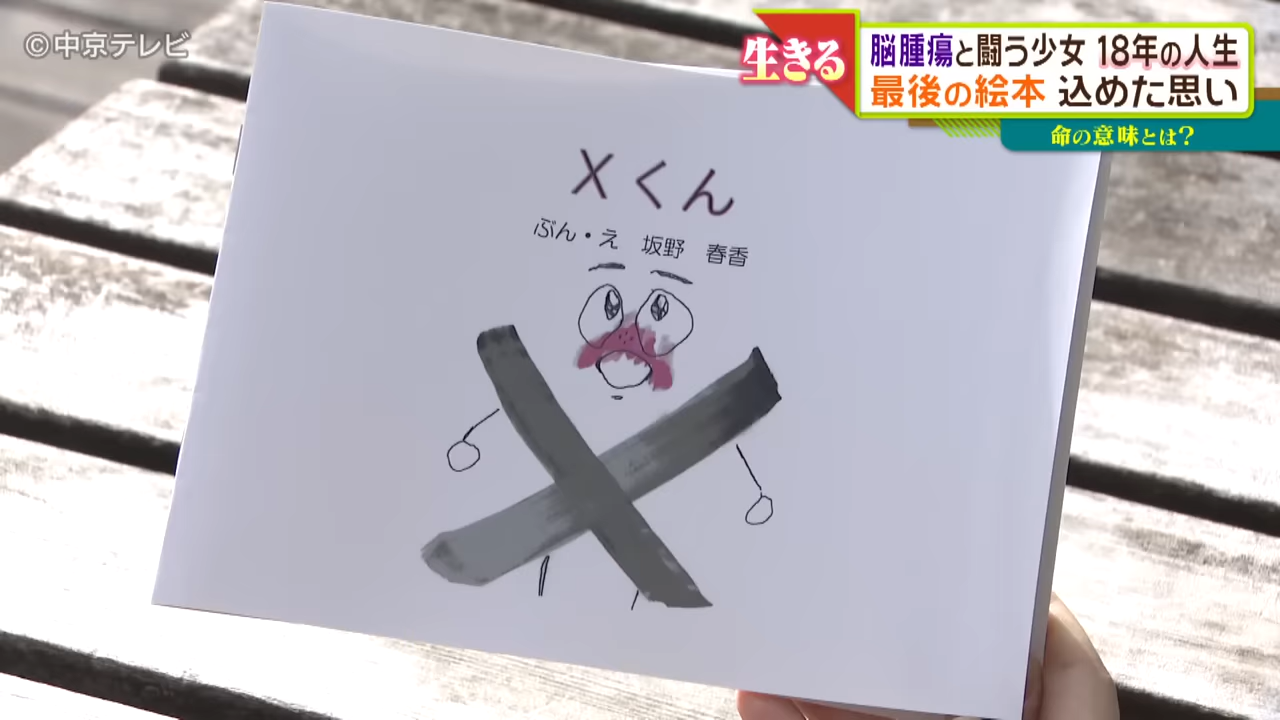 ©中京テレビ
生きる
脳腫瘍と闘う少女 18年の人生
最後の絵本 込めた思い
命の意味とは?
Xくん
ぶん・え 坂野 春香